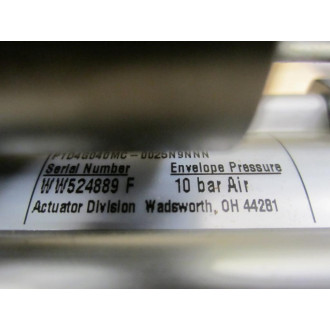 Serial Number Envelope Pressure
WW524889 F 10 bar Air
Actuator Division Wadsworth, OH 44281